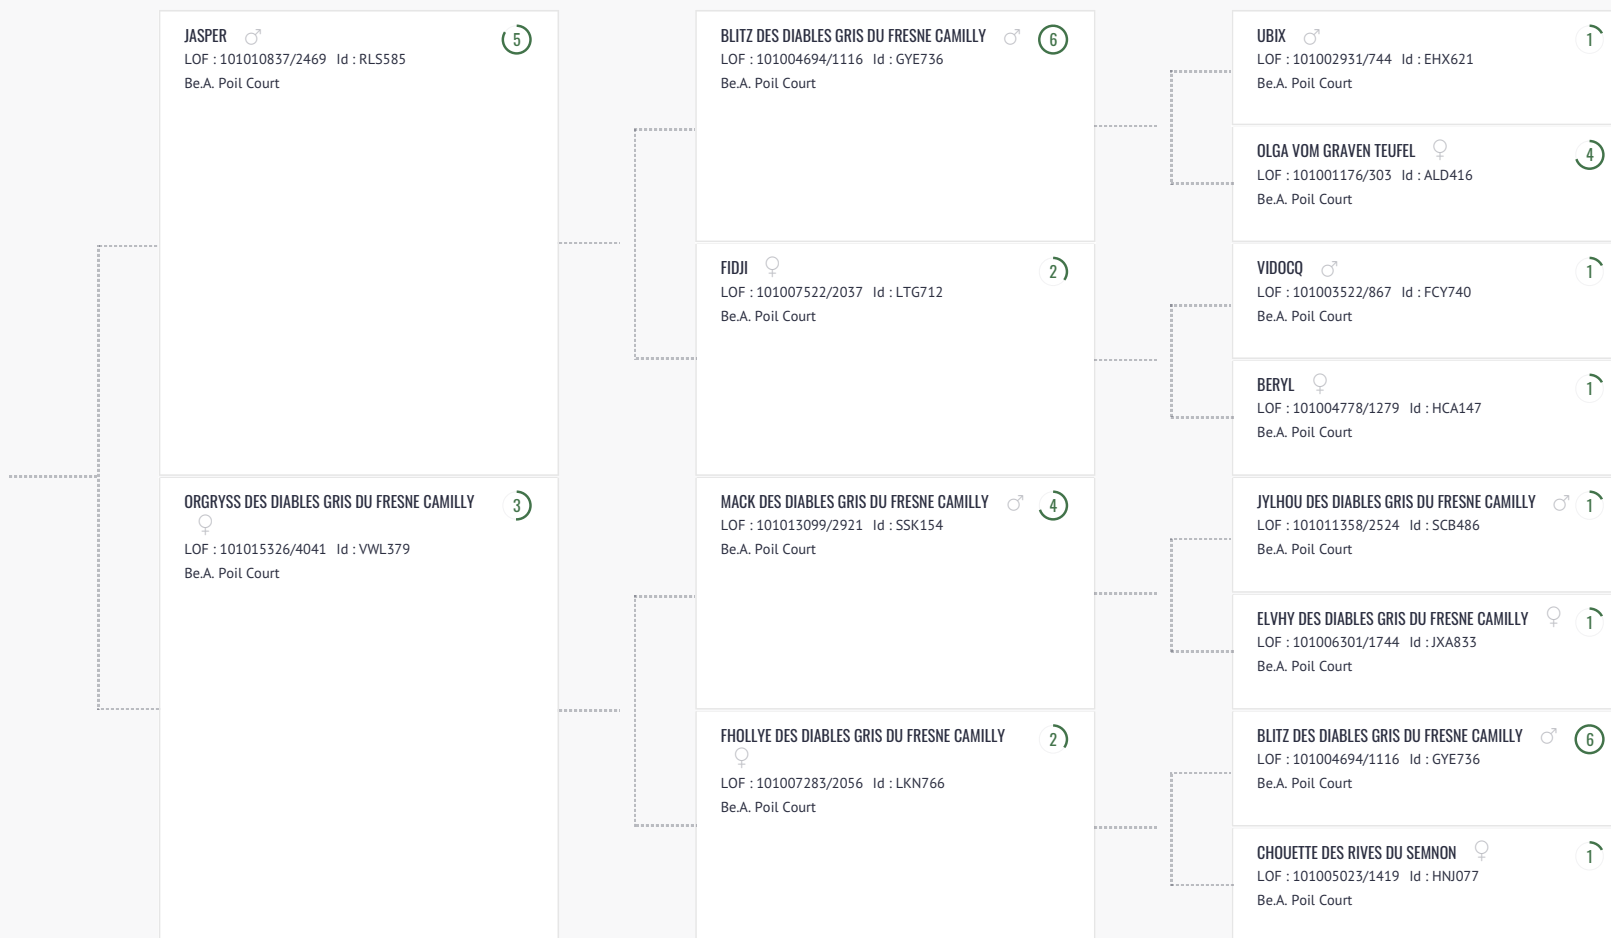 JASPER
5
LOF : 101010837/2469 Id : RLS585
Be.A. Poil Court
ORGRYSS DES DIABLES GRIS DU FRESNE CAMILLY
3
LOF : 101015326/4041 Id : VWL379
Be.A. Poil Court
BLITZ DES DIABLES GRIS DU FRESNE CAMILLY
6
LOF : 101004694/1116 Id : GYE736
Be.A. Poil Court
FIDJI
2
LOF : 101007522/2037 Id : LTG712
Be.A. Poil Court
MACK DES DIABLES GRIS DU FRESNE CAMILLY
4
LOF : 101013099/2921 Id : SSK154
Be.A. Poil Court
FHOLLYE DES DIABLES GRIS DU FRESNE CAMILLY
2
LOF : 101007283/2056 Id : LKN766
Be.A. Poil Court
UBIX
1
LOF : 101002931/744 Id : EHX621
Be.A. Poil Court
OLGA VOM GRAVEN TEUFEL
4
LOF : 101001176/303 Id : ALD416
Be.A. Poil Court
VIDOCQ
1
LOF : 101003522/867 Id : FCY740
Be.A. Poil Court
BERYL
1
LOF : 101004778/1279 Id : HCA147
Be.A. Poil Court
JYLHOU DES DIABLES GRIS DU FRESNE CAMILLY
1
LOF : 101011358/2524 Id : SCB486
Be.A. Poil Court
ELVHY DES DIABLES GRIS DU FRESNE CAMILLY
1
LOF : 101006301/1744 Id : JXA833
Be.A. Poil Court
BLITZ DES DIABLES GRIS DU FRESNE CAMILLY
6
LOF : 101004694/1116 Id : GYE736
Be.A. Poil Court
CHOUETTE DES RIVES DU SEMNON
1
LOF : 101005023/1419 Id : HNJ077
Be.A. Poil Court